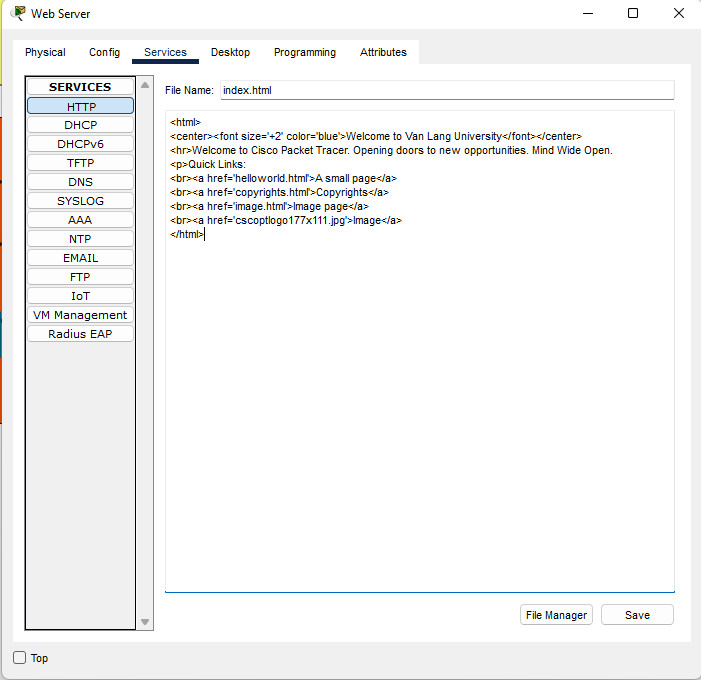 Web Server
Physical Config Services Desktop Programming Attributes
SERVICES
HTTP
DHCP
DHCPv6
TFTP
DNS
SYSLOG
AAA
NTP
EMAIL
FTP
IoT
VM Management
Radius EAP
File Name: index.html
<html>
<center><font size='+2' color='blue'>Welcome to Van Lang University</font></center>
<hr>Welcome to Cisco Packet Tracer. Opening doors to new opportunities. Mind Wide Open.
<p>Quick Links:
<br><a href='helloworld.html'>A small page</a>
<br><a href='copyrights.html'>Copyrights</a>
<br><a href='image.html'>Image page</a>
<br><a href='cscoptlogo177x111.jpg'>Image</a>
</html>
File Manager Save
Top